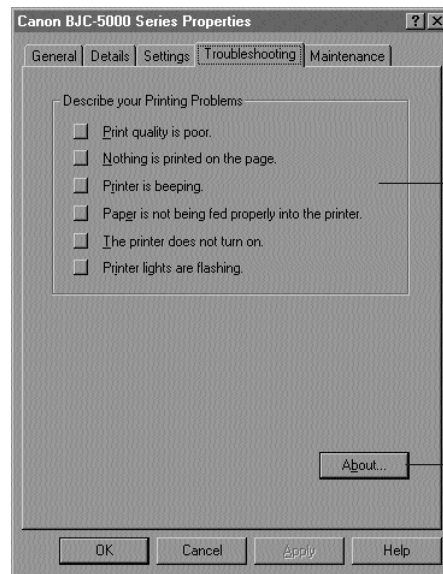 Canon BJC-5000 Series Properties ? ×
General Details Settings Troubleshooting Maintenance
Describe your Printing Problems
Print quality is poor.
Nothing is printed on the page.
Printer is beeping.
Paper is not being fed properly into the printer.
The printer does not turn on.
Printer lights are flashing.
About...
OK Cancel Apply Help